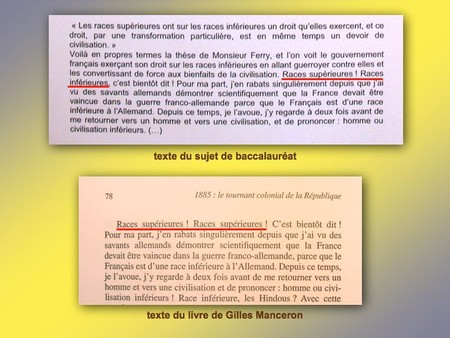 « Les races supérieures ont sur les races inférieures un droit qu'elles exercent, et ce
droit, par une transformation particulière, est en même temps un devoir de
civilisation. »
Voilà en propres termes la thèse de Monsieur Ferry, et l'on voit le gouvernement
français exerçant son droit sur les races inférieures en allant guerroyer contre elles et
les convertissant de force aux bienfaits de la civilisation. Races supérieures ! Races
inférieures, c'est bientôt dit ! Pour ma part, j'en rabats singulièrement depuis que j'ai
vu des savants allemands démontrer scientifiquement que la France devait être
vaincue dans la guerre franco-allemande parce que le Français est d'une race
inférieure à l'Allemand. Depuis ce temps, je l'avoue, j'y regarde à deux fois avant de
me retourner vers un homme et vers une civilisation, et de prononcer : homme ou
civilisation inférieurs. (…)
texte du sujet de baccalauréat
78 1885 : le tournant colonial de la République
Races supérieures ! Races supérieures ! C'est bientôt dit !
Pour ma part, j'en rabats singulièrement depuis que j'ai vu des
savants allemands démontrer scientifiquement que la France
devait être vaincue dans la guerre franco-allemande, parce que le
Français est d'une race inférieure à l'Allemand. Depuis ce temps,
je l'avoue, j'y regarde à deux fois avant de me retourner vers un
homme et vers une civilisation et de prononcer : homme ou civi-
lisation inférieurs ! Race inférieure, les Hindous ? Avec cette
texte du livre de Gilles Manceron